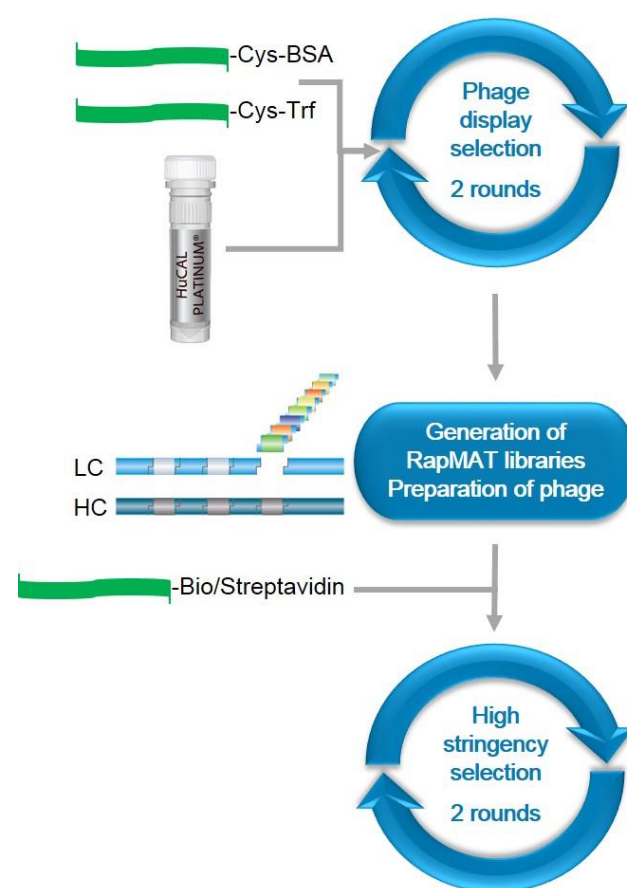 -Cys-BSA
-Cys-Trf
HuCAL
PLATINUM®
Phage
display
selection
2 rounds
LC
HC
Generation of
RapMAT libraries
Preparation of phage
-Bio/Streptavidin
High
stringency
selection
2 rounds